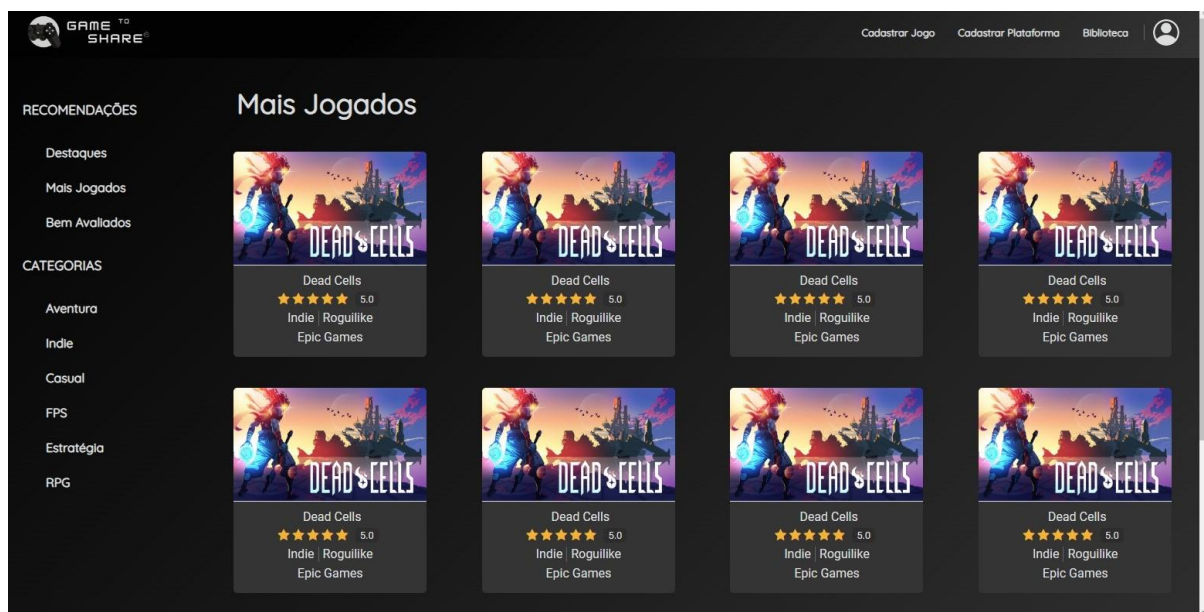 GAME TO
SHARE®
Cadastrar Jogo
Cadastrar Plataforma
Biblioteca
RECOMENDAÇÕES
Destaques
Mais Jogados
Bem Avaliados
CATEGORIAS
Aventura
Indie
Casual
FPS
Estratégia
RPG
Mais Jogados
DEAD CELLS
Dead Cells
5.0
Indie | Roguilike
Epic Games
DEAD CELLS
Dead Cells
5.0
Indie | Roguilike
Epic Games
DEAD CELLS
Dead Cells
5.0
Indie | Roguilike
Epic Games
DEAD CELLS
Dead Cells
5.0
Indie | Roguilike
Epic Games
DEAD CELLS
Dead Cells
5.0
Indie | Roguilike
Epic Games
DEAD CELLS
Dead Cells
5.0
Indie | Roguilike
Epic Games
DEAD CELLS
Dead Cells
5.0
Indie | Roguilike
Epic Games
DEAD CELLS
Dead Cells
5.0
Indie | Roguilike
Epic Games